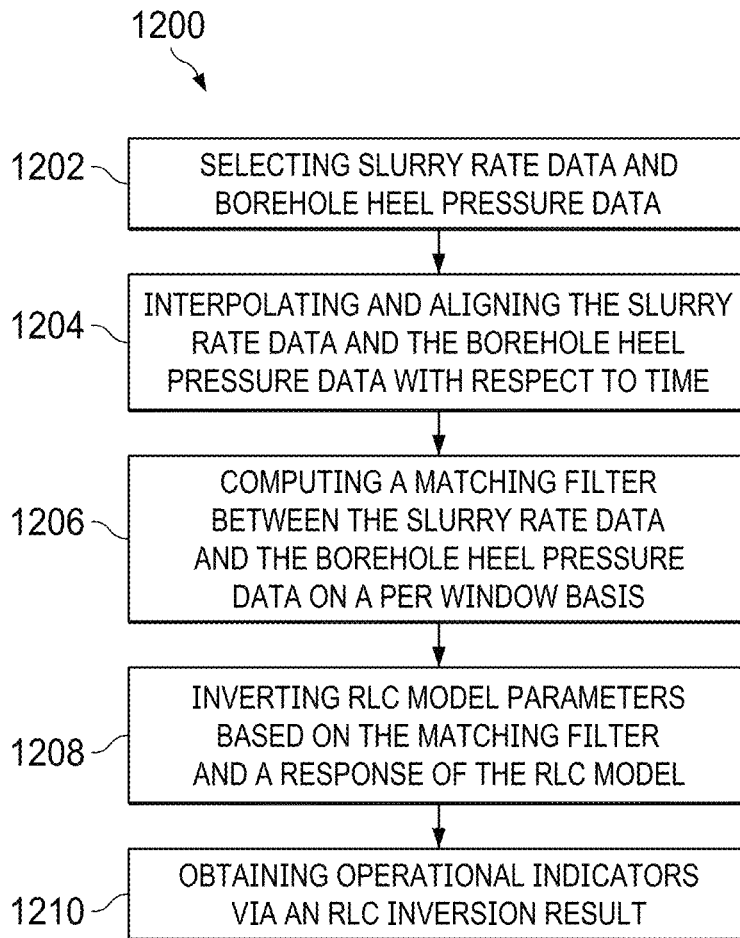 1200
1202
SELECTING SLURRY RATE DATA AND
BOREHOLE HEEL PRESSURE DATA
1204
INTERPOLATING AND ALIGNING THE SLURRY
RATE DATA AND THE BOREHOLE HEEL
PRESSURE DATA WITH RESPECT TO TIME
1206
COMPUTING A MATCHING FILTER
BETWEEN THE SLURRY RATE DATA
AND THE BOREHOLE HEEL PRESSURE
DATA ON A PER WINDOW BASIS
1208
INVERTING RLC MODEL PARAMETERS
BASED ON THE MATCHING FILTER
AND A RESPONSE OF THE RLC MODEL
1210
OBTAINING OPERATIONAL INDICATORS
VIA AN RLC INVERSION RESULT